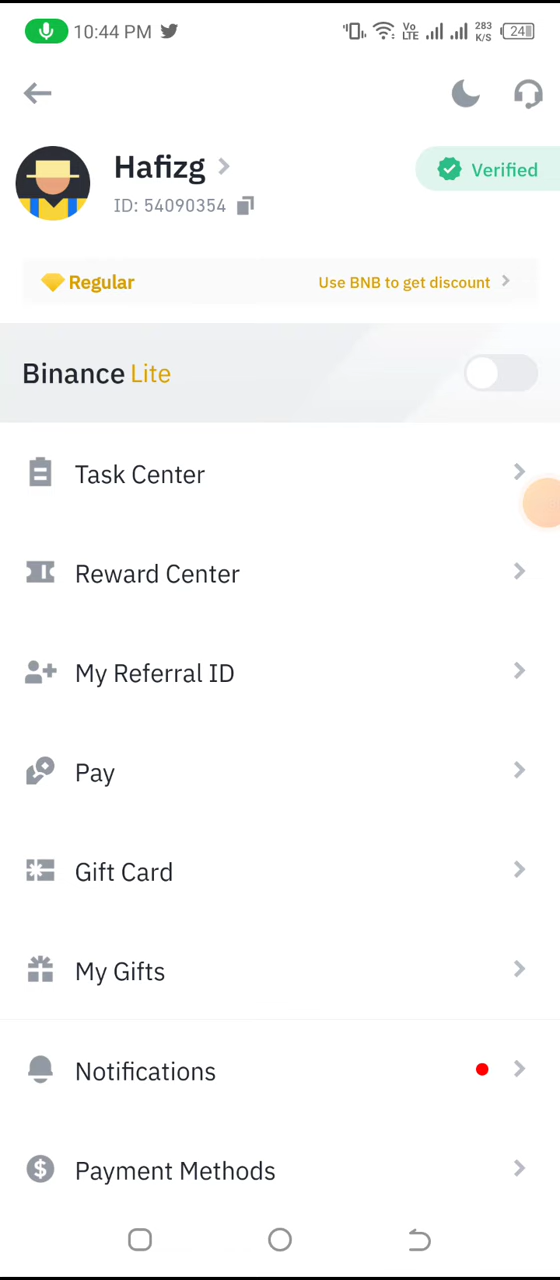 10:44 PM Vo LTE 283 K/S 24
Hafizg
ID: 54090354
Verified
Regular Use BNB to get discount
Binance Lite
Task Center
Reward Center
My Referral ID
Pay
Gift Card
My Gifts
Notifications
Payment Methods